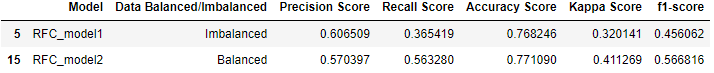 Model Data Balanced/Imbalanced Precision Score Recall Score Accuracy Score Kappa Score f1-score
5 RFC_model1 Imbalanced 0.606509 0.365419 0.768246 0.320141 0.456062
15 RFC_model2 Balanced 0.570397 0.563280 0.771090 0.411269 0.566816